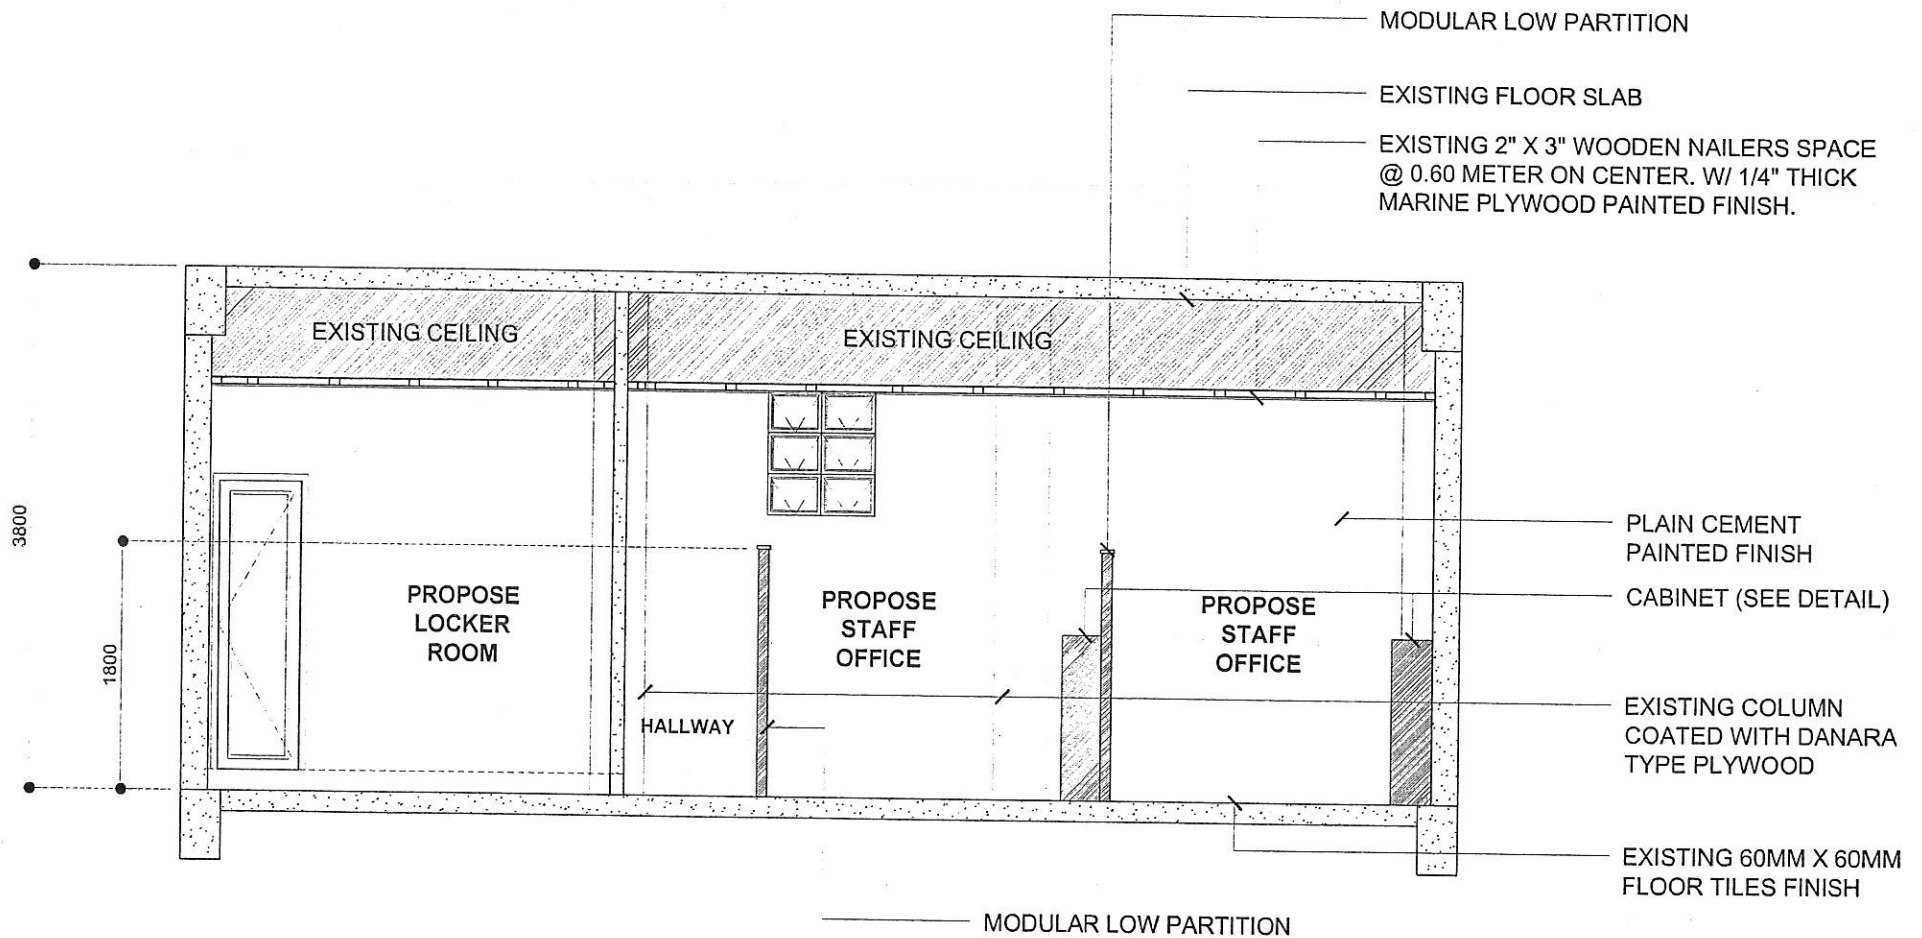 MODULAR LOW PARTITION
EXISTING FLOOR SLAB
EXISTING 2" X 3" WOODEN NAILERS SPACE
@ 0.60 METER ON CENTER. W/ 1/4" THICK
MARINE PLYWOOD PAINTED FINISH.
EXISTING CEILING
EXISTING CEILING
3800
1800
PLAIN CEMENT
PAINTED FINISH
CABINET (SEE DETAIL)
PROPOSE
LOCKER
ROOM
PROPOSE
STAFF
OFFICE
PROPOSE
STAFF
OFFICE
HALLWAY
EXISTING COLUMN
COATED WITH DANARA
TYPE PLYWOOD
EXISTING 60MM X 60MM
FLOOR TILES FINISH
MODULAR LOW PARTITION